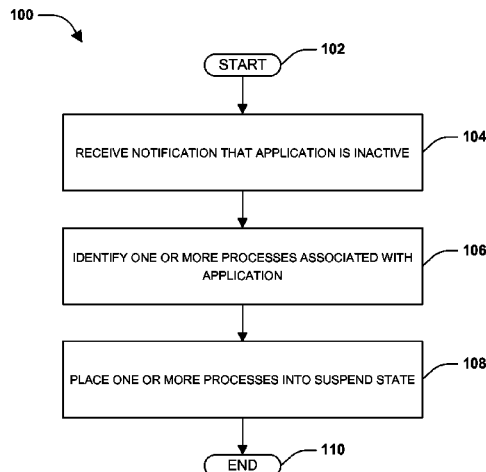 100
START
102
RECEIVE NOTIFICATION THAT APPLICATION IS INACTIVE
104
IDENTIFY ONE OR MORE PROCESSES ASSOCIATED WITH
APPLICATION
106
PLACE ONE OR MORE PROCESSES INTO SUSPEND STATE
108
END
110